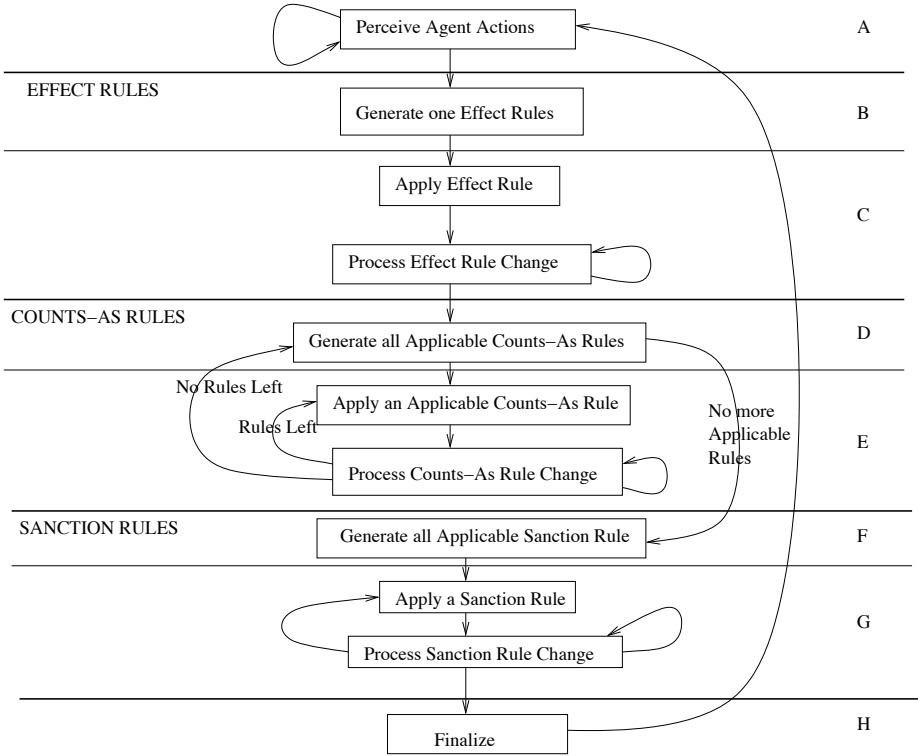 Perceive Agent Actions
A
EFFECT RULES
Generate one Effect Rules
B
Apply Effect Rule
C
Process Effect Rule Change
COUNTS–AS RULES
Generate all Applicable Counts–As Rules
D
No Rules Left
Apply an Applicable Counts–As Rule
Rules Left
No more
Applicable
Rules
E
Process Counts–As Rule Change
SANCTION RULES
Generate all Applicable Sanction Rule
F
Apply a Sanction Rule
G
Process Sanction Rule Change
H
Finalize